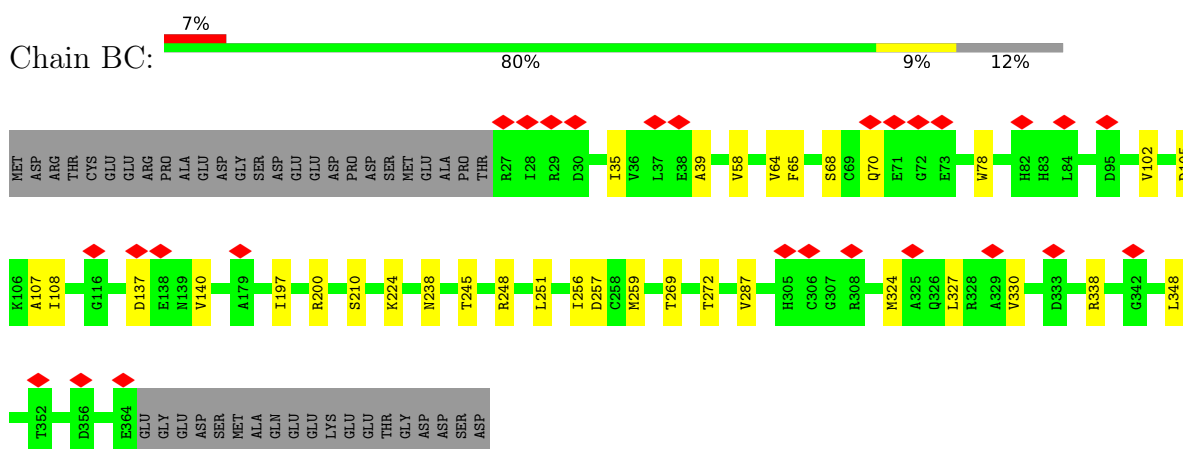 7%
Chain BC:
80% 9% 12%
MET ASP ARG THR CYS GLU GLU ARG PRO ALA GLU ASP GLY SER ASP GLU GLU ASP PRO ASP SER MET GLU ALA PRO THR R27 I28 R29 D30 I35 V36 L37 E38 A39 V58 V64 F65 S68 C69 Q70 E71 G72 E73 W78 H82 H83 L84 D95 V102
K106 A107 I108 G116 D137 E138 N139 V140 A179 I197 R200 S210 K224 N238 T245 R248 L251 I256 D257 C258 M259 T269 T272 V287 H305 C306 G307 R308 M324 A325 Q326 L327 R328 A329 V330 D333 R338 G342 L348
T352 D356 E364 GLU GLY GLU ASP SER MET ALA GLN GLU GLU LYS GLU GLU THR GLY ASP ASP SER ASP